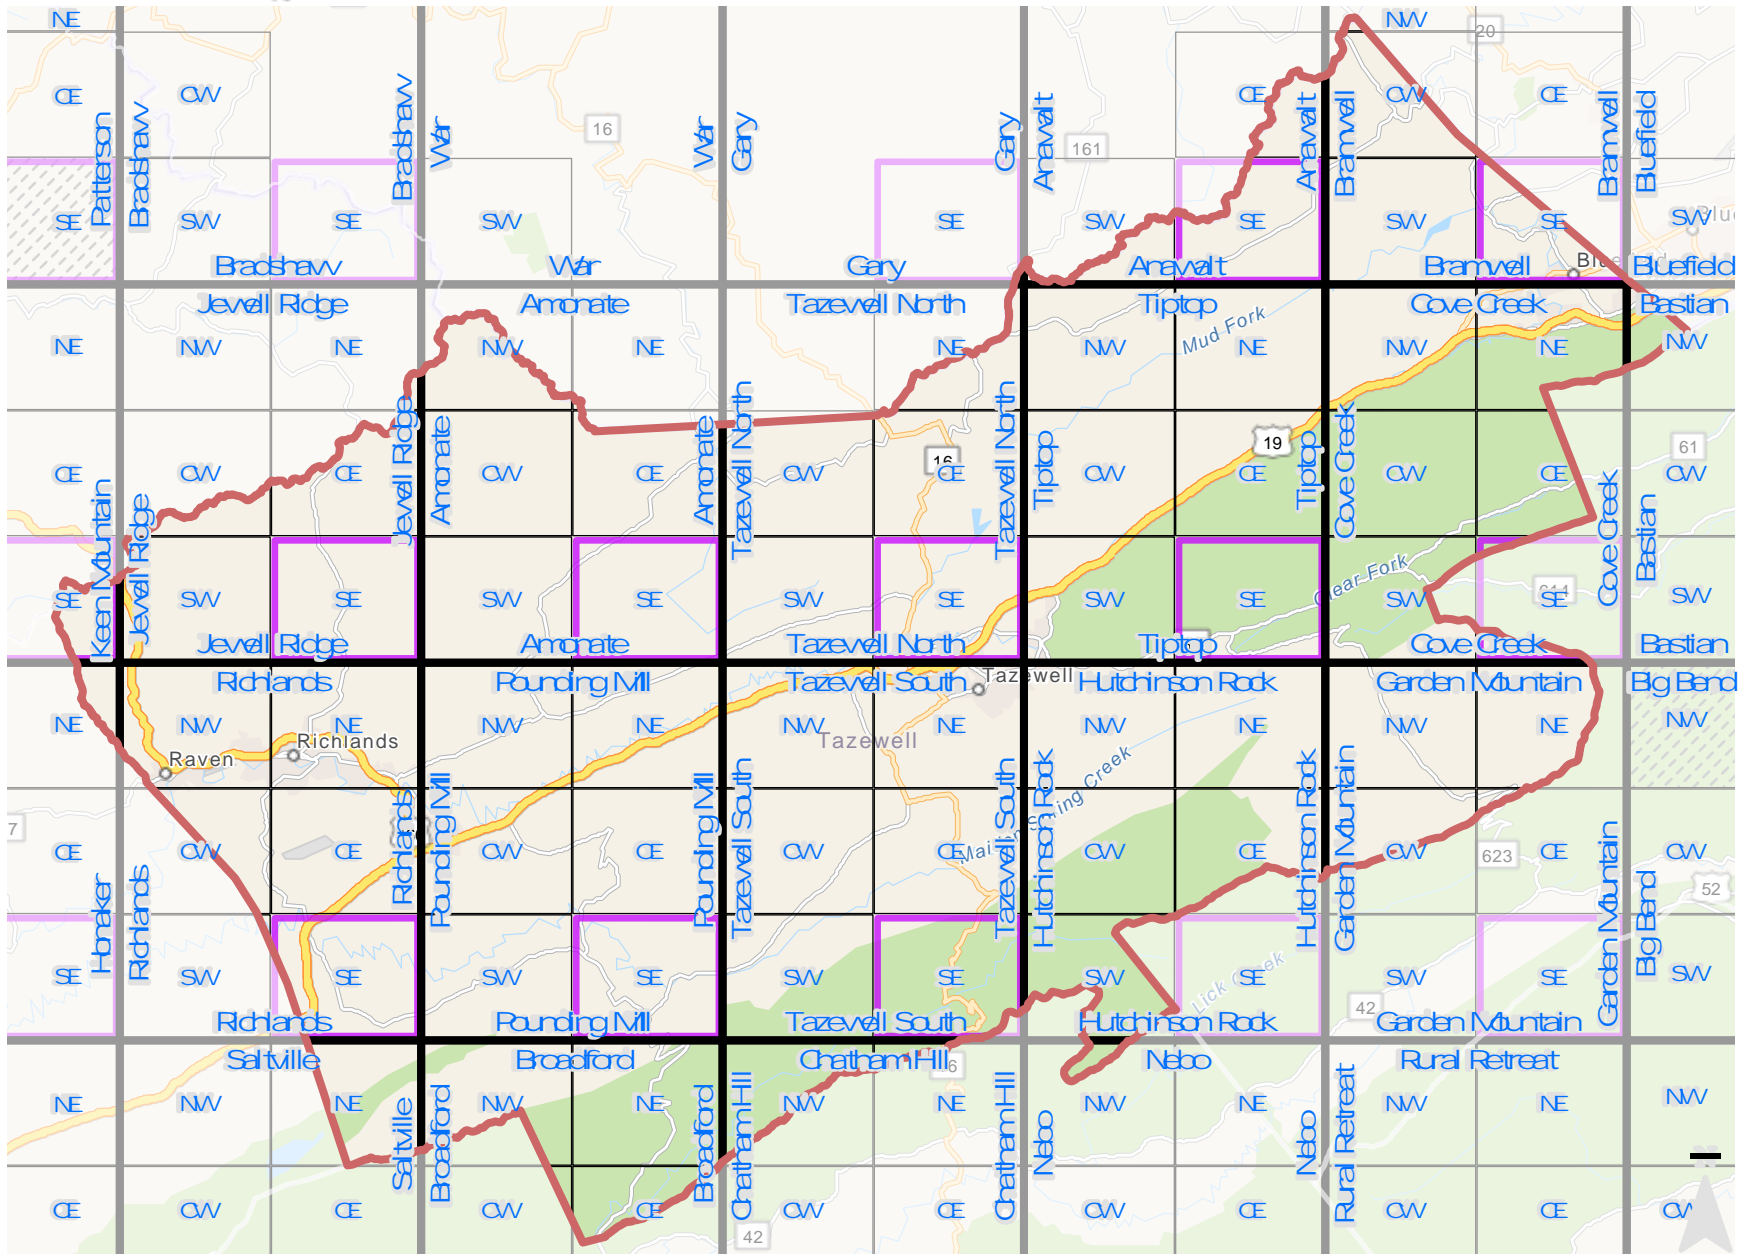 NE NW 20
CE CW CE CW CE
Patterson Bradshaw Bradshaw War War Gary Gary Anawalt Anawalt Bramwell Bramwell Bluefield
16 161
SE SW SE SW SE SW SE SW SE SW
Bradshaw War Gary Anawalt Bramwell Bluefield
Jewell Ridge Amonate Tazewell North Tiptop Cove Creek Bastian
Mud Fork
NE NW NE NW NE NE NW NE NW NE NW
Jewell Ridge Amonate Amonate Tazewell North Tazewell North Tiptop Tiptop Cove Creek
19 61
16
CE CW CE CW CE CW CE CW CE CW CE CW
Keen Mountain Jewell Ridge Cove Creek Bastian
Clear Fork
614
SE SW SE SW SE SW SE SW SE SW SE SW
Jewell Ridge Amonate Tazewell North Tiptop Cove Creek Bastian
Richlands Pounding Mill Tazewell South Tazewell Hutchinson Rock Garden Mountain Big Bend
NE NW NE NW NE NW NE NW NE NW NE NW
Raven Richlands Tazewell
Richlands Pounding Mill Pounding Mill Tazewell South Tazewell South Hutchinson Rock Hutchinson Rock Garden Mountain
7
CE CW CE CW CE CW CE CW CE CW 623 CE CW
52
Homaker Richlands Garden Mountain Big Bend
SE SW SE SW SE SW SE SW SE SW SE SW
Lick Creek
42
Richlands Pounding Mill Tazewell South Hutchinson Rock Garden Mountain
Saltville Broadford Chatham Hill Nebo Rural Retreat
NE NW NE NW NE NW NE NW NE NW NE NW
Saltville Broadford Broadford Chatham Hill Chatham Hill Nebo Nebo Rural Retreat
CE CW CE CW CE CW CE CW CE CW CE CW
42